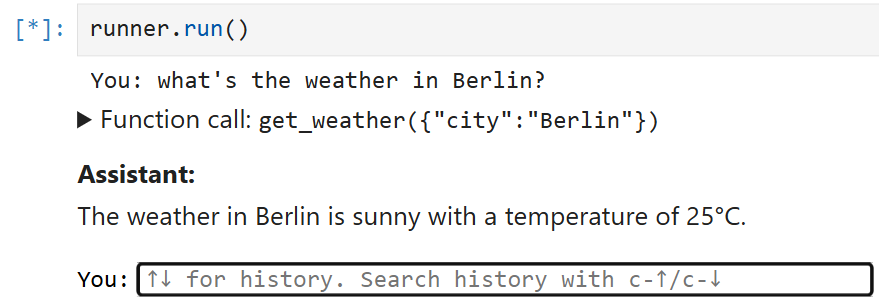 [*]: runner.run()
You: what's the weather in Berlin?
▶ Function call: get_weather({"city":"Berlin"})
Assistant:
The weather in Berlin is sunny with a temperature of 25°C.
You: ↑↓ for history. Search history with c-↑/c-↓